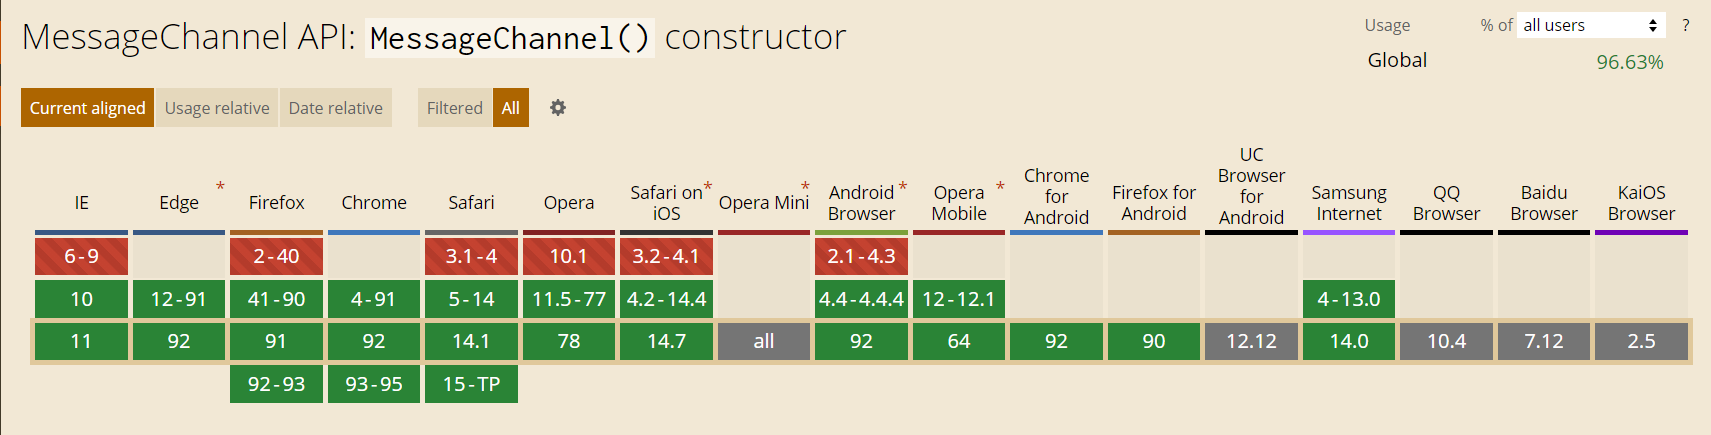 MessageChannel API: MessageChannel() constructor
Usage % of all users ?
Global 96.63%
Current aligned Usage relative Date relative Filtered All
IE Edge * Firefox Chrome Safari Opera Safari on iOS * Opera Mini * Android Browser * Opera Mobile * Chrome for Android Firefox for Android UC Browser for Android Samsung Internet QQ Browser Baidu Browser KaiOS Browser
6-9 2-40 3.1-4 10.1 3.2-4.1 2.1-4.3
10 12-91 41-90 4-91 5-14 11.5-77 4.2-14.4 4.4-4.4.4 12-12.1 4-13.0
11 92 91 92 14.1 78 14.7 all 92 64 92 90 12.12 14.0 10.4 7.12 2.5
92-93 93-95 15-TP